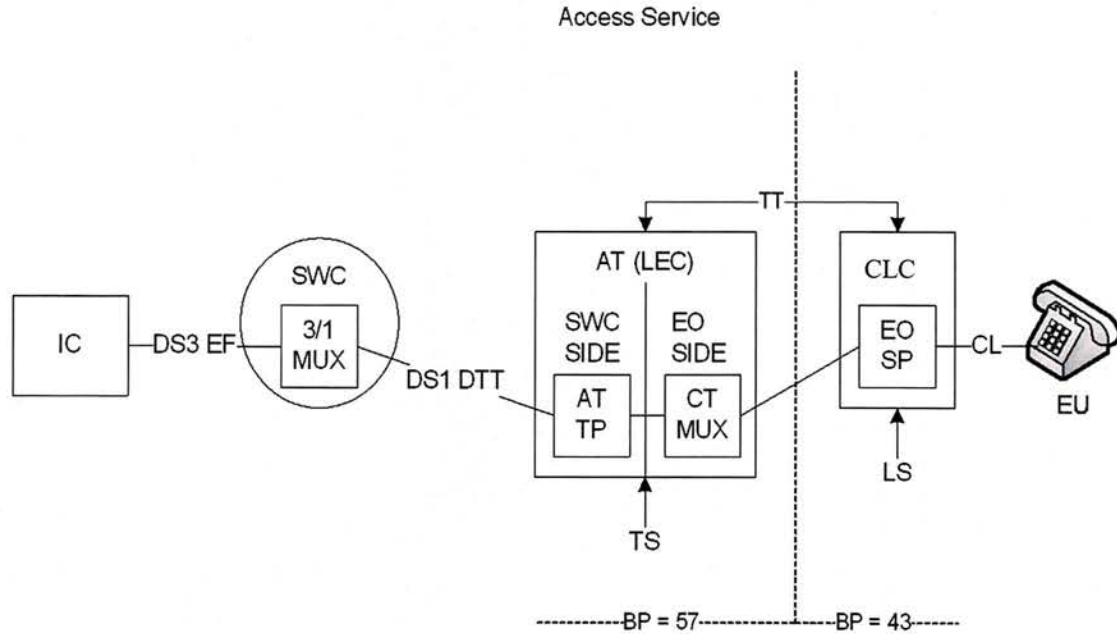 Access Service
TT
AT (LEC)
CLC
SWC
IC
DS3 EF
3/1
MUX
DS1 DTT
SWC
SIDE
EO
SIDE
AT
TP
CT
MUX
EO
SP
CL
EU
LS
TS
BP = 57
BP = 43